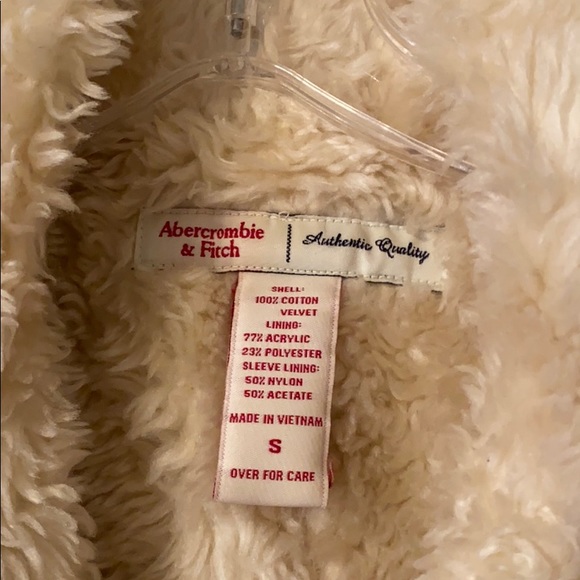 Abercrombie
& Fitch
Authentic Quality
SHELL:
100% COTTON
VELVET
LINING:
77% ACRYLIC
23% POLYESTER
SLEEVE LINING:
50% NYLON
50% ACETATE
MADE IN VIETNAM
S
OVER FOR CARE